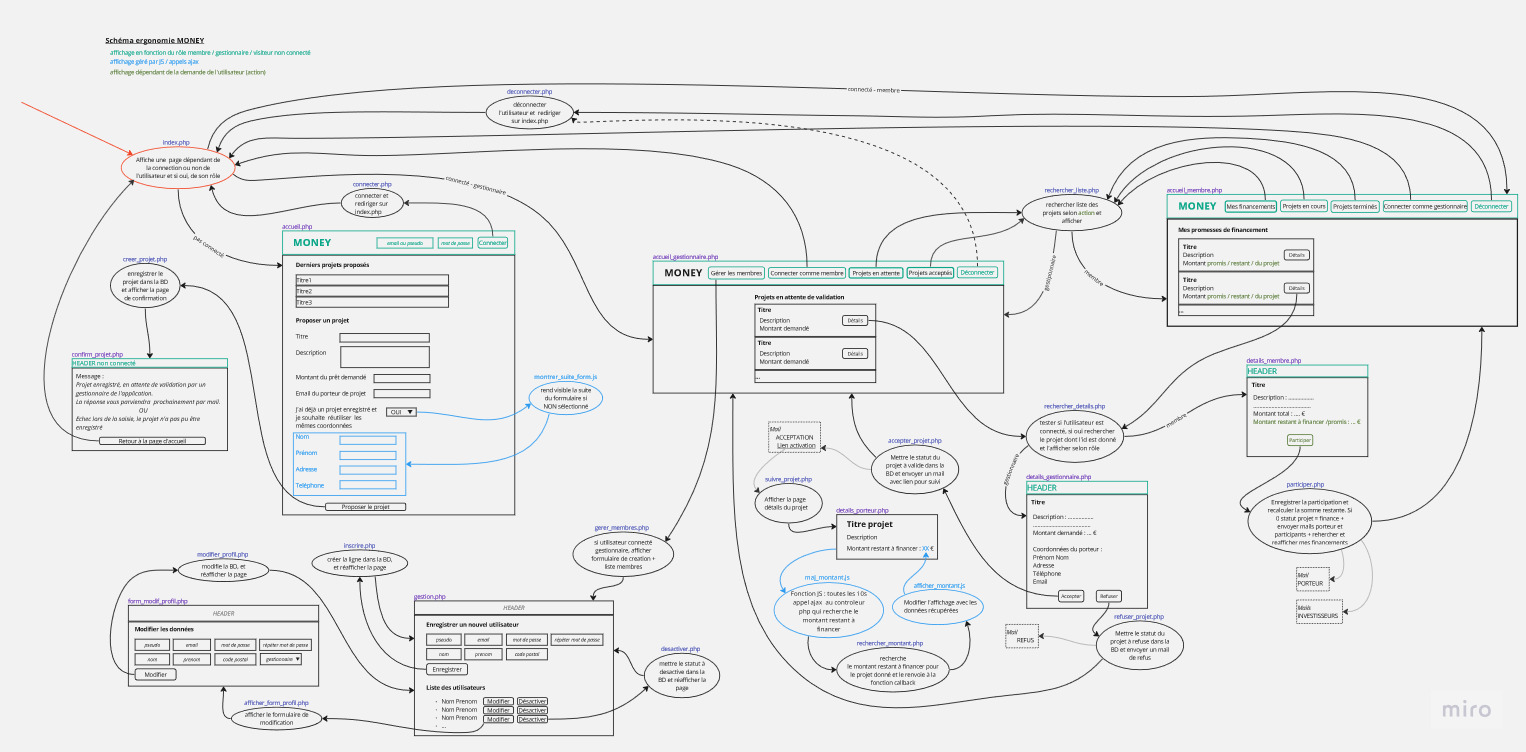 Schéma ergonomie MONEY
affichage en fonction du rôle membre / gestionnaire / visiteur non connecté
affichage géré par JS / appels ajax
affichage dépendant de la demande de l'utilisateur (action)
connecté - membre
deconnecter.php
déconnecter
l'utilisateur et rediriger
sur index.php
index.php
Affiche une page dépendant de
la connection ou non de
l'utilisateur et si oui, de son rôle
connecté - gestionnaire
pas connecté
connecter.php
connecter et
rediriger sur
index.php
creer_projet.php
enregistrer le
projet dans la BD
et afficher la page
de confirmation
confirm_projet.php
HEADER non connecté
Message :
Projet enregistré, en attente de validation par un
gestionnaire de l'application.
La réponse vous parviendra prochainement par mail.
OU
Echec lors de la saisie, le projet n'a pas pu être
enregistré
Retour à la page d'accueil
accueil.php
MONEY
email ou pseudo
mot de passe
Connecter
Derniers projets proposés
Titre1
Titre2
Titre3
Proposer un projet
Titre
Description
Montant du prêt demandé
Email du porteur de projet
J'ai déjà un projet enregistré et
je souhaite réutiliser les
mêmes coordonnées
OUI
Nom
Prénom
Adresse
Teléphone
Proposer le projet
montrer_suite_form.js
rend visible la suite
du formulaire si
NON sélectionné
accueil_gestionnaire.php
MONEY
Gérer les membres
Connecter comme membre
Projets en attente
Projets acceptés
Déconnecter
Projets en attente de validation
Titre
Description
Montant demandé
Détails
Titre
Description
Montant demandé
Détails
...
rechercher_liste.php
rechercher liste des
projets selon action et
afficher
gestionnaire
membre
accueil_membre.php
MONEY
Mes financements
Projets en cours
Projets terminés
Connecter comme gestionnaire
Déconnecter
Mes promesses de financement
Titre
Description
Montant promis / restant / du projet
Détails
Titre
Description
Montant promis / restant / du projet
Détails
...
rechercher_details.php
tester si l'utilisateur est
connecté, si oui rechercher
le projet dont l'id est donné
et l'afficher selon rôle
membre
gestionnaire
details_membre.php
HEADER
Titre
Description : ................
...................................
Montant total : .... €
Montant restant à financer /promis : ... €
Participer
participer.php
Enregistrer la participation et
recalculer la somme restante. Si
0 statut projet = finance +
envoyer mails porteur et
participants + rehercher et
reafficher mes financements
Mail
PORTEUR
Mails
INVESTISSEURS
details_gestionnaire.php
HEADER
Titre
Description : ................
...................................
Montant demandé : ... €
Coordonnées du porteur :
Prénom Nom
Adresse
Téléphone
Email
Accepter
Refuser
refuser_projet.php
Mettre le statut du
projet à refuse dans la
BD et envoyer un mail
de refus
Mail
REFUS
Mail
ACCEPTATION
Lien activation
accepter_projet.php
Mettre le statut du
projet à valide dans la
BD et envoyer un mail
avec lien pour suivi
suivre_projet.php
Afficher la page
détails du projet
details_porteur.php
Titre projet
Description
Montant restant à financer : XX €
maj_montant.js
Fonction JS : toutes les 10s
appel ajax au controleur
php qui recherche le
montant restant à
financer
afficher_montant.js
Modifier l'affichage avec les
données récupérées
rechercher_montant.php
recherche
le montant restant à financer pour
le projet donné et le renvoie à la
fonction callback
gerer_membres.php
si utilisateur connecté
gestionnaire, afficher
formulaire de creation +
liste membres
inscrire.php
créer la ligne dans la BD,
et réafficher la page
modifier_profil.php
modifie la BD, et
réafficher la page
form_modif_profil.php
HEADER
Modifier les données
pseudo
email
mot de passe
répéter mot de passe
nom
prenom
code postal
gestionnaire
Modifier
afficher_form_profil.php
afficher le formulaire de
modification
gestion.php
HEADER
Enregistrer un nouvel utilisateur
pseudo
email
mot de passe
répéter mot de passe
nom
prenom
code postal
Enregistrer
Liste des utilisateurs
- Nom Prenom Modifier Désactiver
- Nom Prenom Modifier Désactiver
- Nom Prenom Modifier Désactiver
- ...
desactiver.php
mettre le statut à
desactive dans la
BD et réafficher la
page
miro